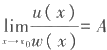 lim_{x→x₀} u(x)/w(x) = A